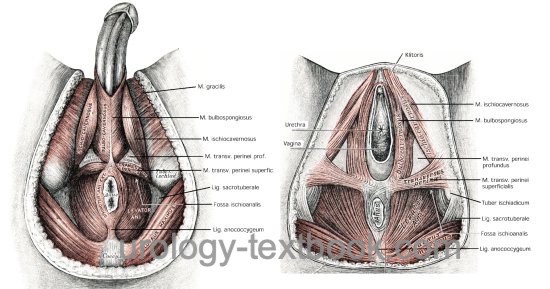 M. gracilis
M. bulbospongiosus
M. ischiocavernosus
M. transv. perinei prof.
M. transv. perinei superfic.
Lig. sacrotuberale
Fossa ischioanalis
Lig. anococcygeum
LEVATOR
ANI
Klitoris
M. ischiocavernosus
M. bulbospongiosus
Urethra
Vagina
M. transv. perinei
profundus
M. transv. perinei
superficialis
Tuber ischiadicum
Lig. sacrotuberale
Fossa ischioanalis
Lig. anococcygeum
urology-textbook.com